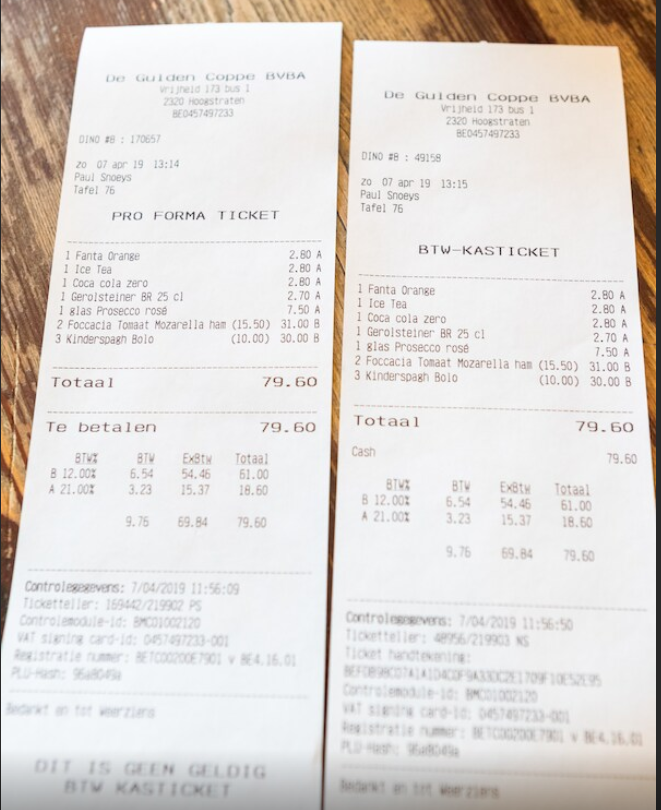 De Gulden Coppe BVBA
Vrijheid 173 bus 1
2320 Hoogstraten
BE0457497233
DINO #8 : 170657
zo 07 apr 19 13:14
Paul Snoeys
Tafel 76
PRO FORMA TICKET
1 Fanta Orange 2.80 A
1 Ice Tea 2.80 A
1 Coca cola zero 2.80 A
1 Gerolsteiner BR 25 cl 2.70 A
1 glas Prosecco rosé 7.50 A
2 Foccacia Tomaat Mozarella ham (15.50) 31.00 B
3 Kinderspagh Bolo (10.00) 30.00 B
Totaal 79.60
Te betalen 79.60
BTW% BTW ExBtw Totaal
B 12.00% 6.54 54.46 61.00
A 21.00% 3.23 15.37 18.60
9.76 69.84 79.60
Controlegegevens: 7/04/2019 11:56:09
Ticketteller: 169442/219902 PS
Controlemodule-id: BMC01002120
VAT signing card-id: 0457497233-001
Registratie nummer: BETC00200E7901 v BE4.16.01
PLU-Hash: 96a8049a
Bedankt en tot weerziens
DIT IS GEEN GELDIG
BTW KASTICKET
De Gulden Coppe BVBA
Vrijheid 173 bus 1
2320 Hoogstraten
BE0457497233
DINO #8 : 49158
zo 07 apr 19 13:15
Paul Snoeys
Tafel 76
BTW-KASTICKET
1 Fanta Orange 2.80 A
1 Ice Tea 2.80 A
1 Coca cola zero 2.80 A
1 Gerolsteiner BR 25 cl 2.70 A
1 glas Prosecco rosé 7.50 A
2 Foccacia Tomaat Mozarella ham (15.50) 31.00 B
3 Kinderspagh Bolo (10.00) 30.00 B
Totaal 79.60
Cash 79.60
BTW% BTW ExBtw Totaal
B 12.00% 6.54 54.46 61.00
A 21.00% 3.23 15.37 18.60
9.76 69.84 79.60
Controlegegevens: 7/04/2019 11:56:50
Ticketteller: 48956/219903 NS
Ticket handtekening:
Controlemodule-id: BMC01002120
VAT signing card-id: 0457497233-001
Registratie nummer: BETC00200E7901 v BE4.16.01
PLU-Hash: 96a8049a
Bedankt en tot weerziens